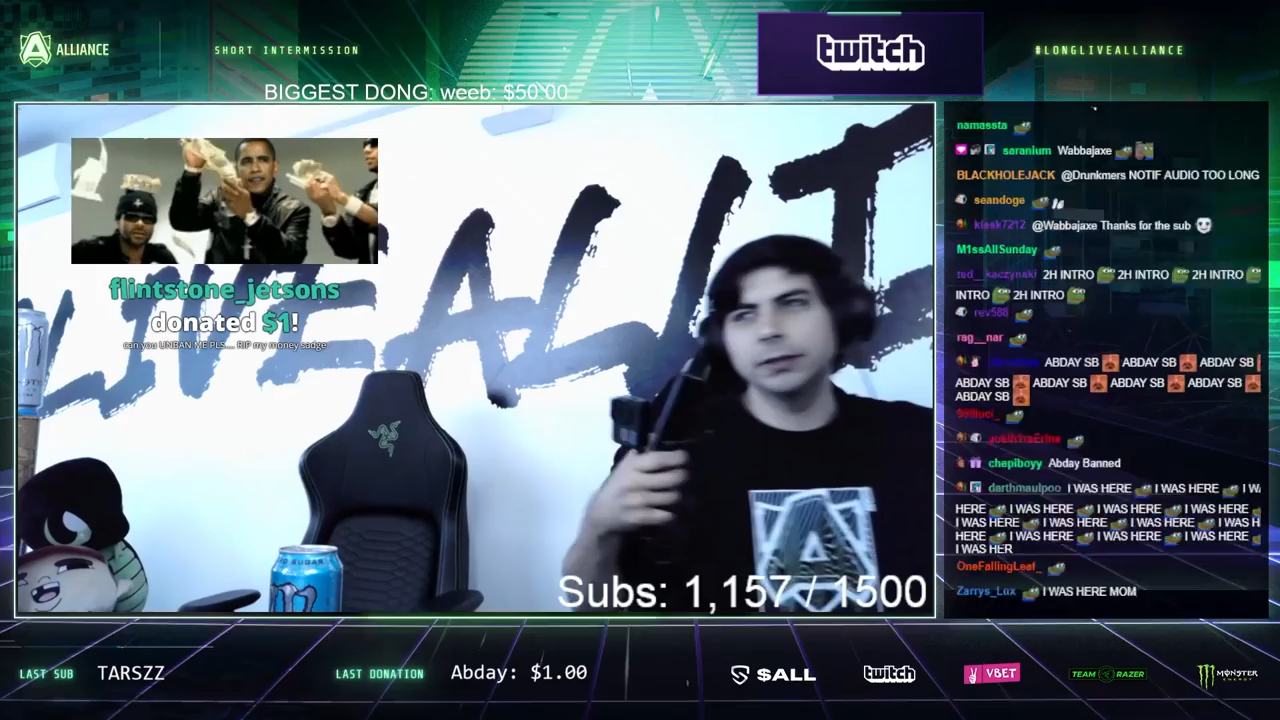 ALLIANCE
SHORT INTERMISSION
twitch
#LONGLIVEALLIANCE
BIGGEST DONG: weeb: $50.00
LIVE ALLI
flintstone_jetsons
donated $1!
can you UNBAN ME PLS.... RIP my money sadge
SUGAR
Subs: 1,157 / 1500
namassta
saranium Wabbajaxe
BLACKHOLEJACK @Drunkmers NOTIF AUDIO TOO LONG
seandoge
kiesk7212 @Wabbajaxe Thanks for the sub
M1ssAllSunday
ted__kaczynski 2H INTRO 2H INTRO 2H INTRO
INTRO 2H INTRO
rev588
rag__nar
ABDAY SB ABDAY SB ABDAY SB
ABDAY SB ABDAY SB ABDAY SB ABDAY SB
ABDAY SB
chepiboyy Abday Banned
darthmaulpoo I WAS HERE I WAS HERE I WA
HERE I WAS HERE I WAS HERE I WAS HERE
I WAS HERE I WAS HERE I WAS HERE I WAS H
HERE I WAS HERE I WAS HERE I WAS HERE
I WAS HER
OneFallingLeaf_
Zarrys_Lux I WAS HERE MOM
LAST SUB TARSZZ
LAST DONATION Abday: $1.00
$ALL
twitch
VBET
TEAM RAZER
MONSTER
ENERGY